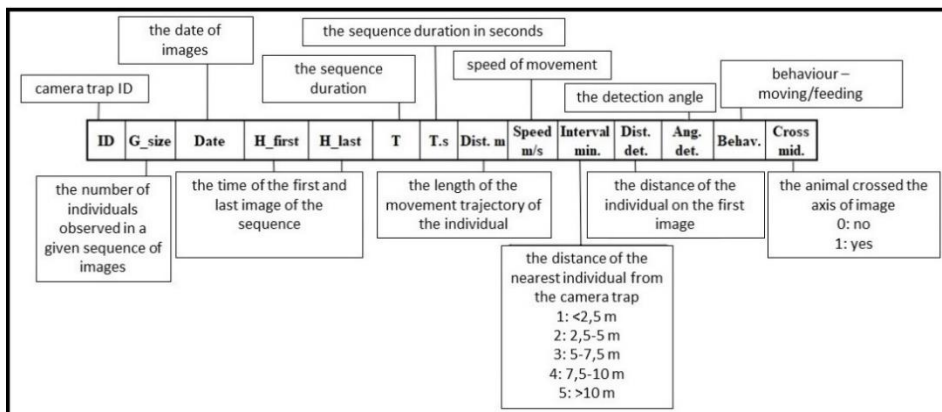 the date of
images
the sequence duration in seconds
camera trap ID
the sequence
duration
speed of movement
the detection angle
behaviour –
moving/feeding
ID G_size Date H_first H_last T T.s Dist. m Speed m/s Interval min. Dist. det. Ang. det. Behav. Cross mid.
the number of
individuals
observed in a
given sequence of
images
the time of the first and
last image of the
sequence
the length of the
movement trajectory of
the individual
the distance of the
nearest individual from
the camera trap
1: <2,5 m
2: 2,5-5 m
3: 5-7,5 m
4: 7,5-10 m
5: >10 m
the distance of the
individual on the first
image
the animal crossed the
axis of image
0: no
1: yes